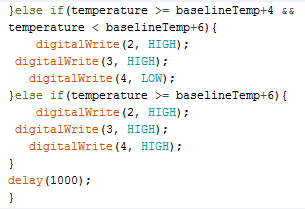 }else if(temperature >= baselineTemp+4 &&
temperature < baselineTemp+6){
digitalWrite(2, HIGH);
digitalWrite(3, HIGH);
digitalWrite(4, LOW);
}else if(temperature >= baselineTemp+6){
digitalWrite(2, HIGH);
digitalWrite(3, HIGH);
digitalWrite(4, HIGH);
}
delay(1000);
}